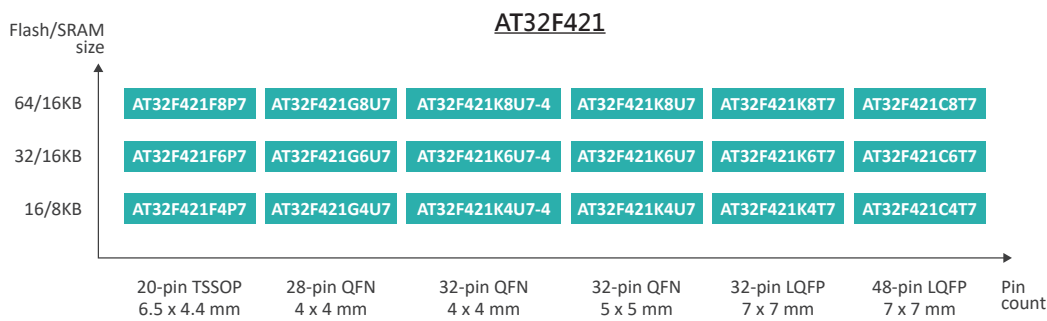 AT32F421
Flash/SRAM
size
64/16KB AT32F421F8P7 AT32F421G8U7 AT32F421K8U7-4 AT32F421K8U7 AT32F421K8T7 AT32F421C8T7
32/16KB AT32F421F6P7 AT32F421G6U7 AT32F421K6U7-4 AT32F421K6U7 AT32F421K6T7 AT32F421C6T7
16/8KB AT32F421F4P7 AT32F421G4U7 AT32F421K4U7-4 AT32F421K4U7 AT32F421K4T7 AT32F421C4T7
20-pin TSSOP 28-pin QFN 32-pin QFN 32-pin QFN 32-pin LQFP 48-pin LQFP Pin
6.5 x 4.4 mm 4 x 4 mm 4 x 4 mm 5 x 5 mm 7 x 7 mm 7 x 7 mm count